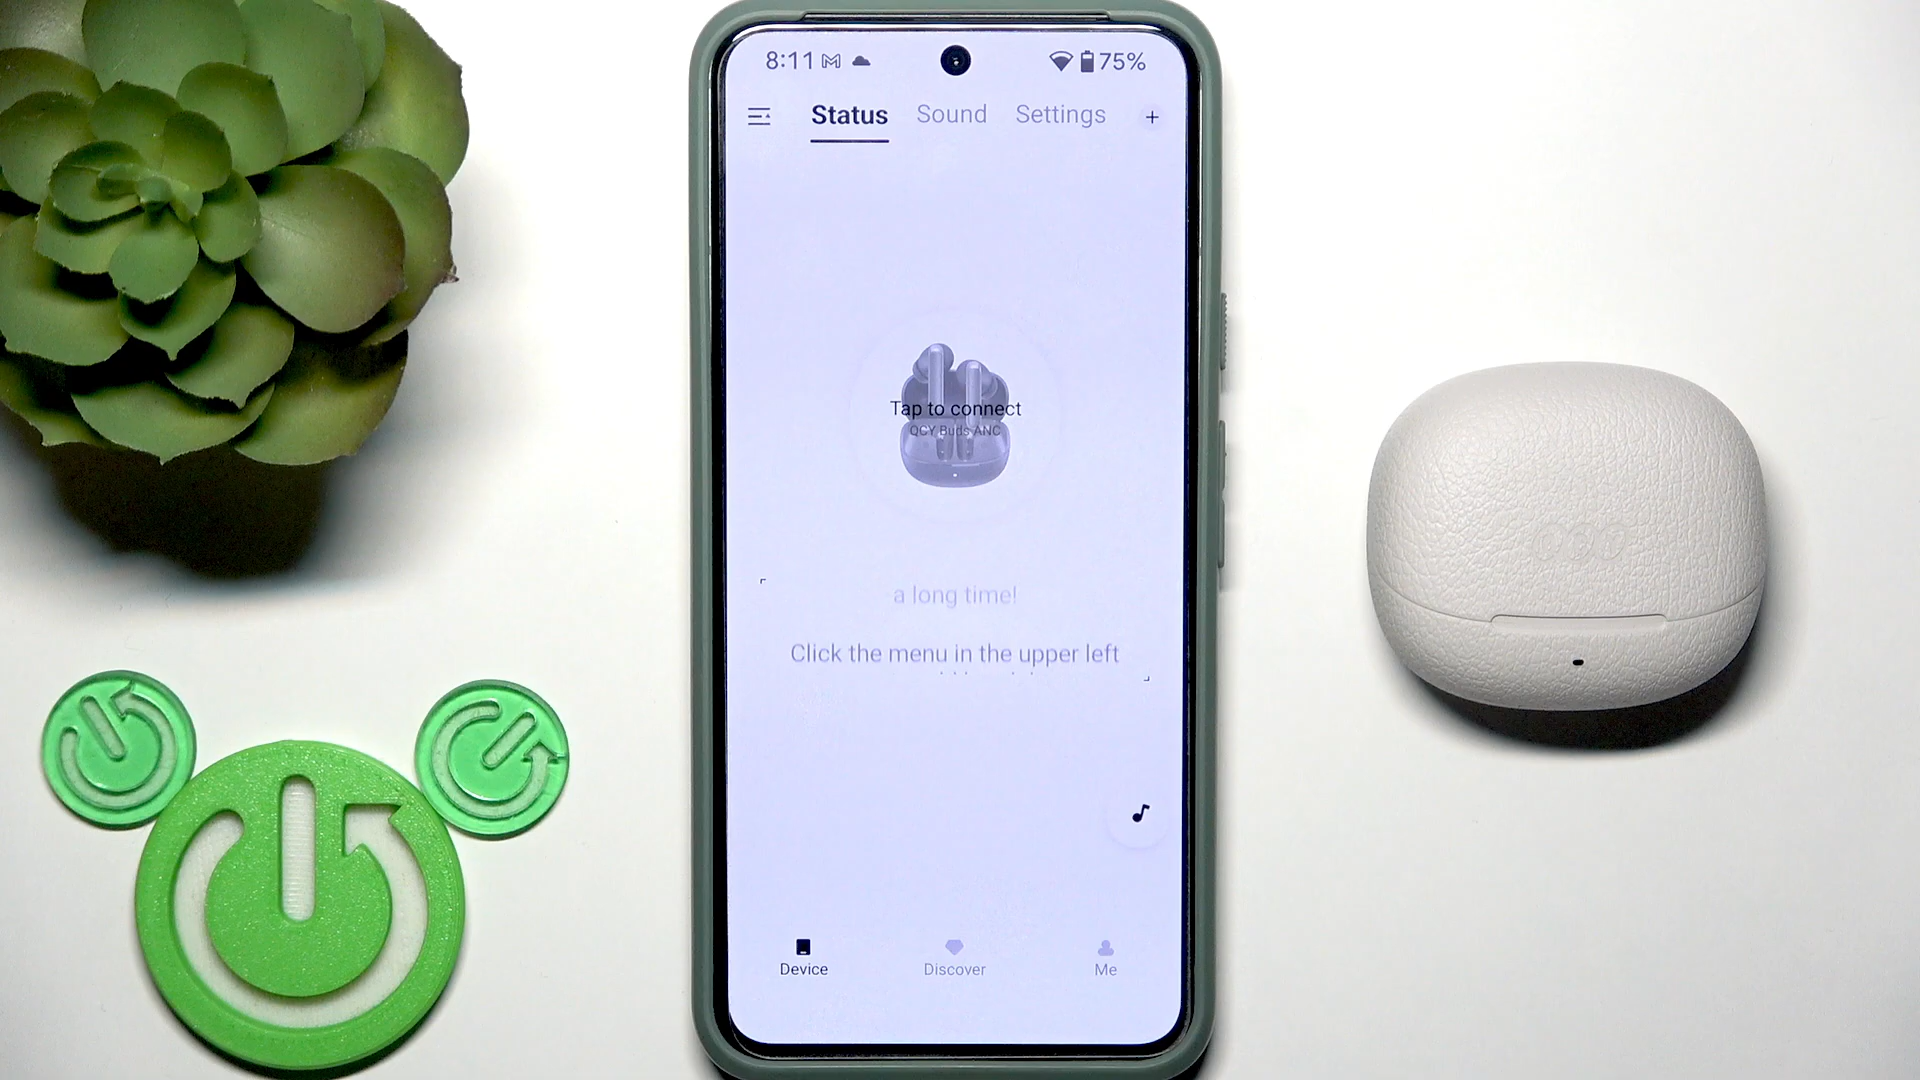 8:11 75%
Status Sound Settings +
Tap to connect
QCY Buds ANC
a long time!
Click the menu in the upper left
Device Discover Me
QCY